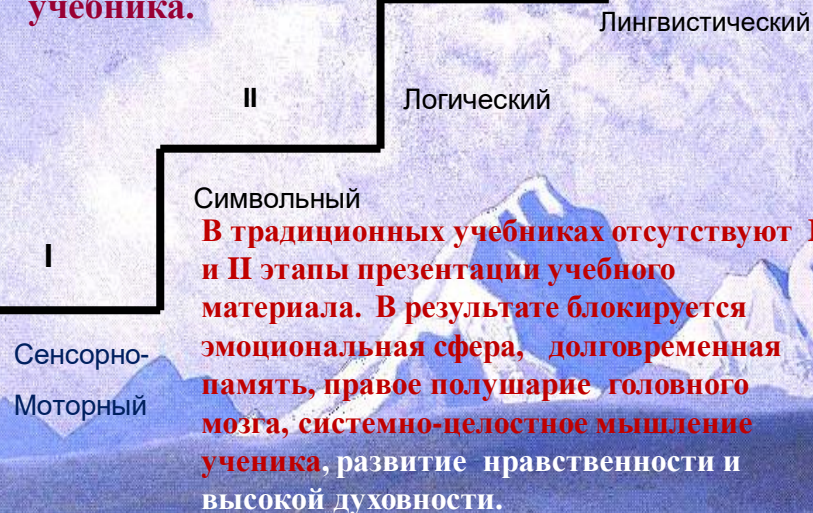 учебника.
Лингвистический
II
Логический
Символьный
I
В традиционных учебниках отсутствуют I
и II этапы презентации учебного
материала. В результате блокируется
эмоциональная сфера, долговременная
память, правое полушарие головного
мозга, системно-целостное мышление
ученика, развитие нравственности и
высокой духовности.
Сенсорно-
Моторный